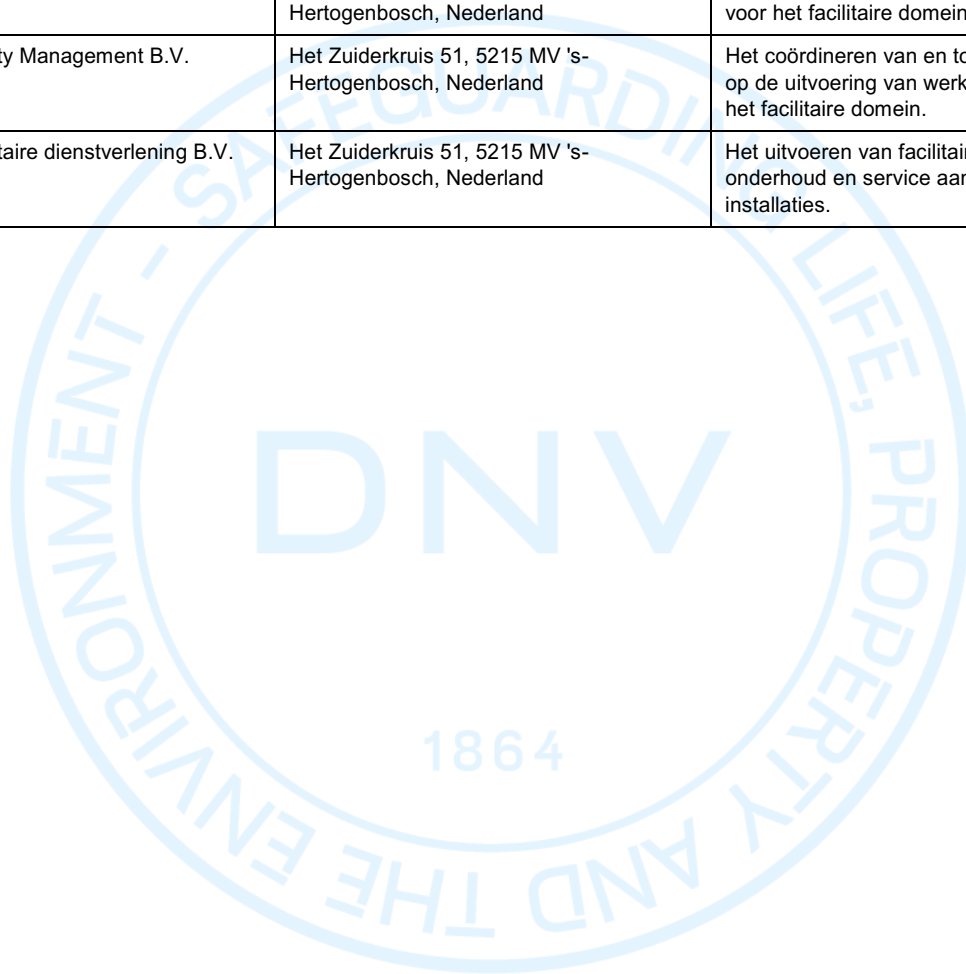 Hertogenbosch, Nederland
voor het facilitaire domein
ty Management B.V.
Het Zuiderkruis 51, 5215 MV 's-
Hertogenbosch, Nederland
Het coördineren van en to
op de uitvoering van werk
het facilitaire domein.
taire dienstverlening B.V.
Het Zuiderkruis 51, 5215 MV 's-
Hertogenbosch, Nederland
Het uitvoeren van facilitair
onderhoud en service aan
installaties.
SAFEGUARDING LIFE, PROPERTY AND THE ENVIRONMENT -
DNV
1864